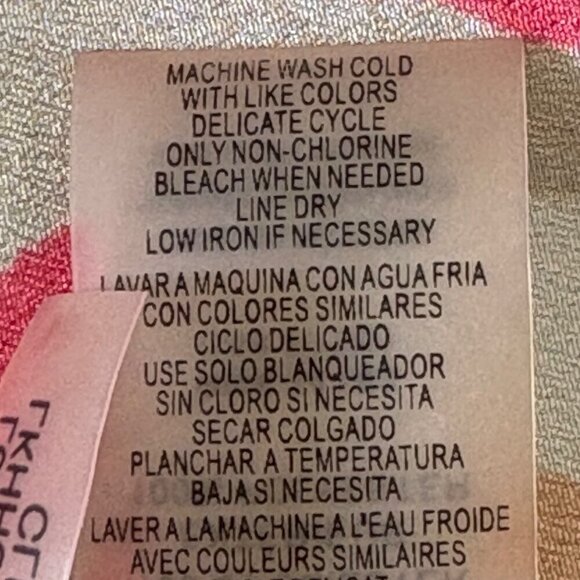 MACHINE WASH COLD
WITH LIKE COLORS
DELICATE CYCLE
ONLY NON-CHLORINE
BLEACH WHEN NEEDED
LINE DRY
LOW IRON IF NECESSARY
LAVAR A MAQUINA CON AGUA FRIA
CON COLORES SIMILARES
CICLO DELICADO
USE SOLO BLANQUEADOR
SIN CLORO SI NECESITA
SECAR COLGADO
PLANCHAR A TEMPERATURA
BAJA SI NECESITA
LAVER A LA MACHINE A L'EAU FROIDE
AVEC COULEURS SIMILAIRES